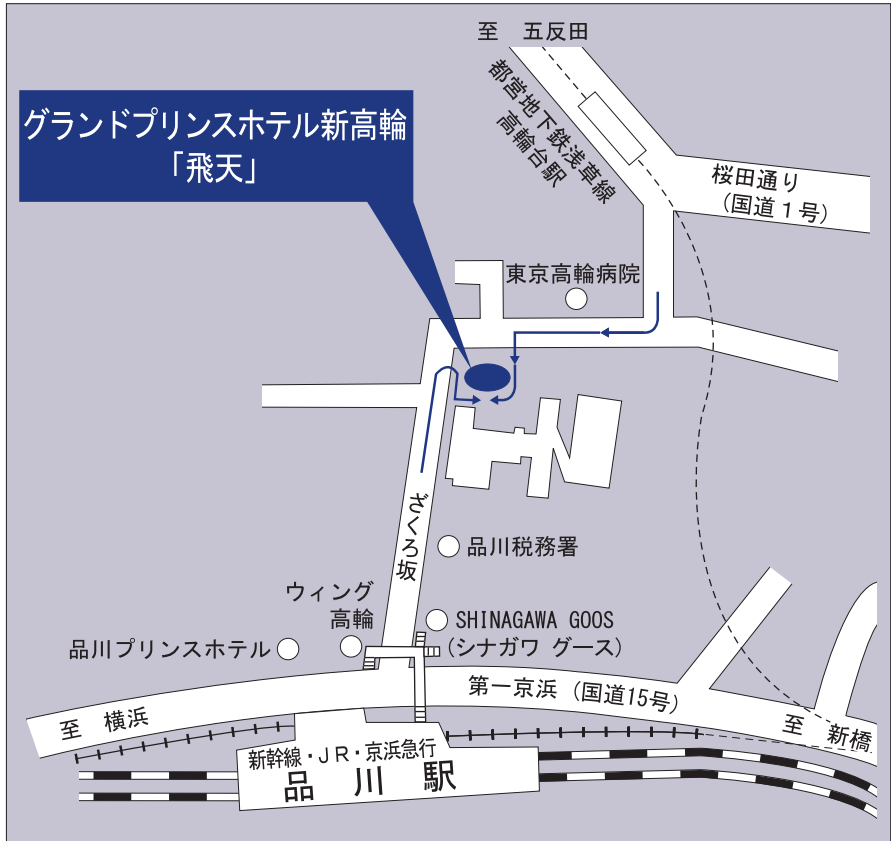 至 五反田
都営地下鉄浅草線
高輪台駅
グランドプリンスホテル新高輪
「飛天」
桜田通り
(国道1号)
東京高輪病院
ざくろ坂
品川税務署
ウィング
高輪
SHINAGAWA GOOS
(シナガワ グース)
品川プリンスホテル
第一京浜 (国道15号)
至 横浜
至 新橋
新幹線・JR・京浜急行
品川駅